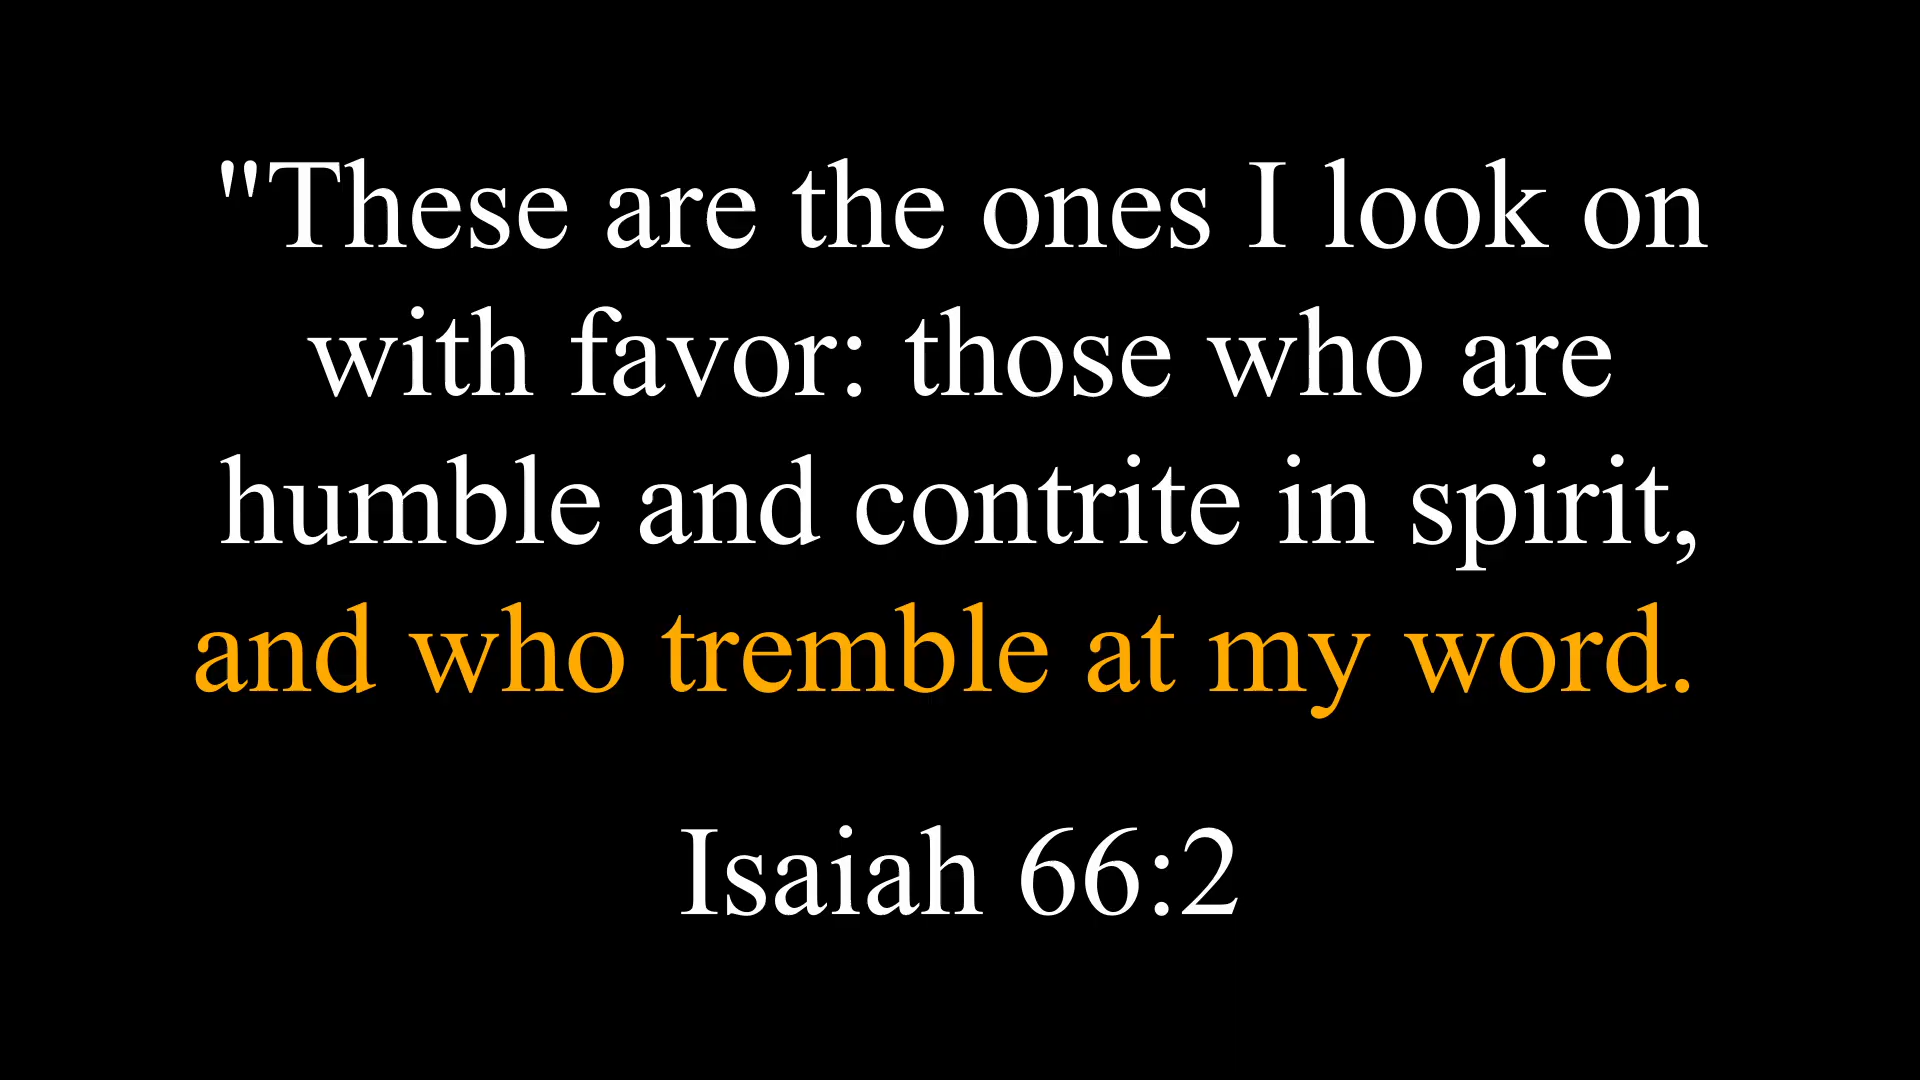 "These are the ones I look on
with favor: those who are
humble and contrite in spirit,
and who tremble at my word.
Isaiah 66:2